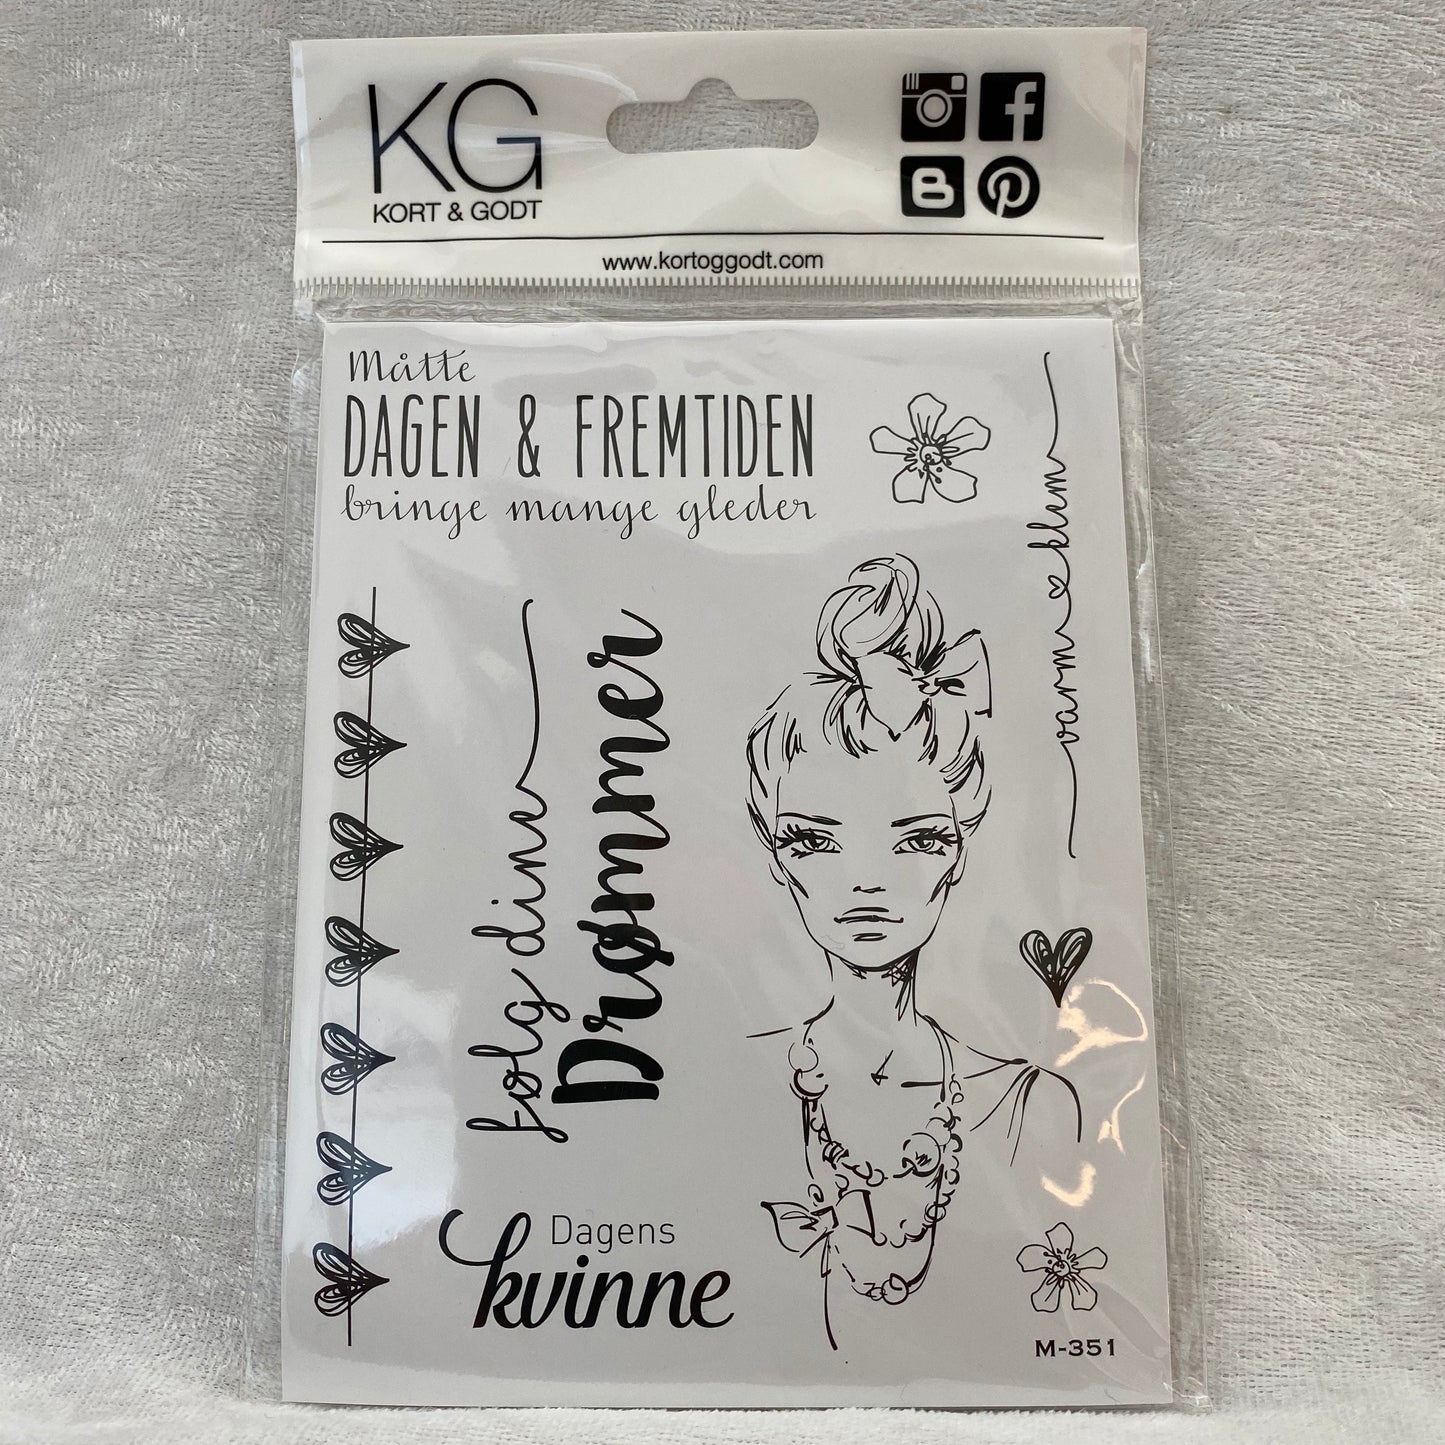 KG
KORT & GODT
www.kortoggodt.com
Måtte
DAGEN & FREMTIDEN
bringe mange gleder
varm klem
følg dine
Drømmer
Dagens
kvinne
M-351